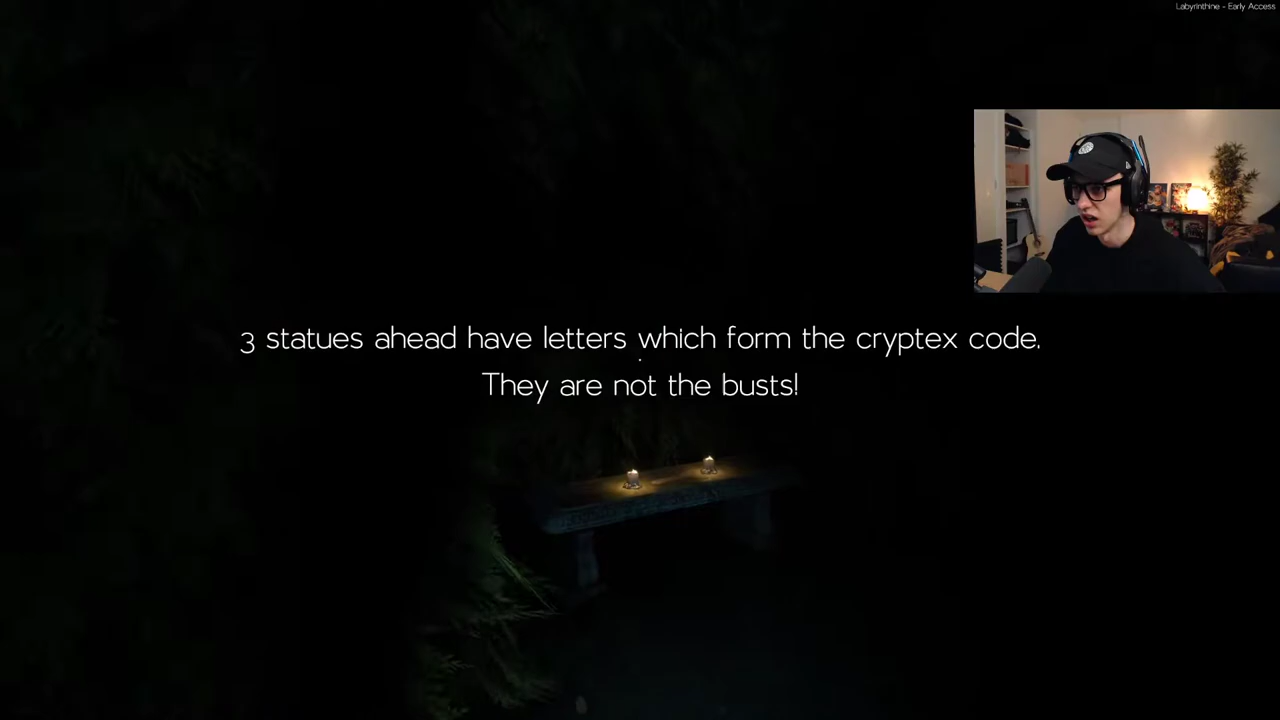 Labyrinthine - Early Access
3 statues ahead have letters which form the cryptex code.
They are not the busts!